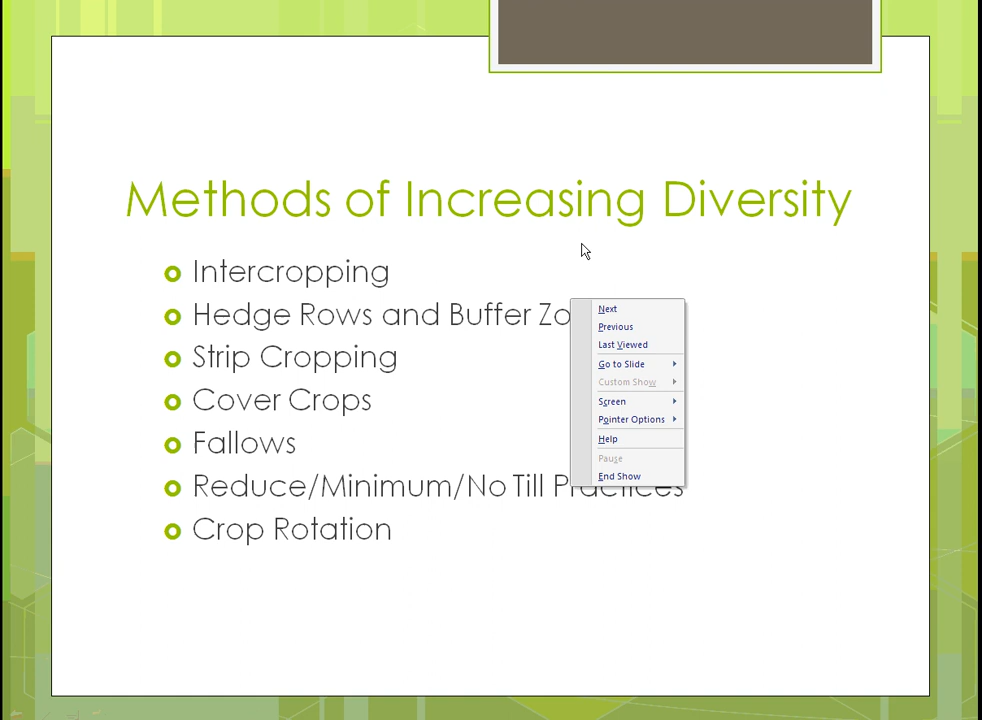 Methods of Increasing Diversity
Intercropping
Hedge Rows and Buffer
Strip Cropping
Cover Crops
Fallows
Reduce/Minimum/No Till Practices
Crop Rotation
Next
Previous
Last Viewed
Go to Slide
Custom Show
Screen
Pointer Options
Help
Pause
End Show